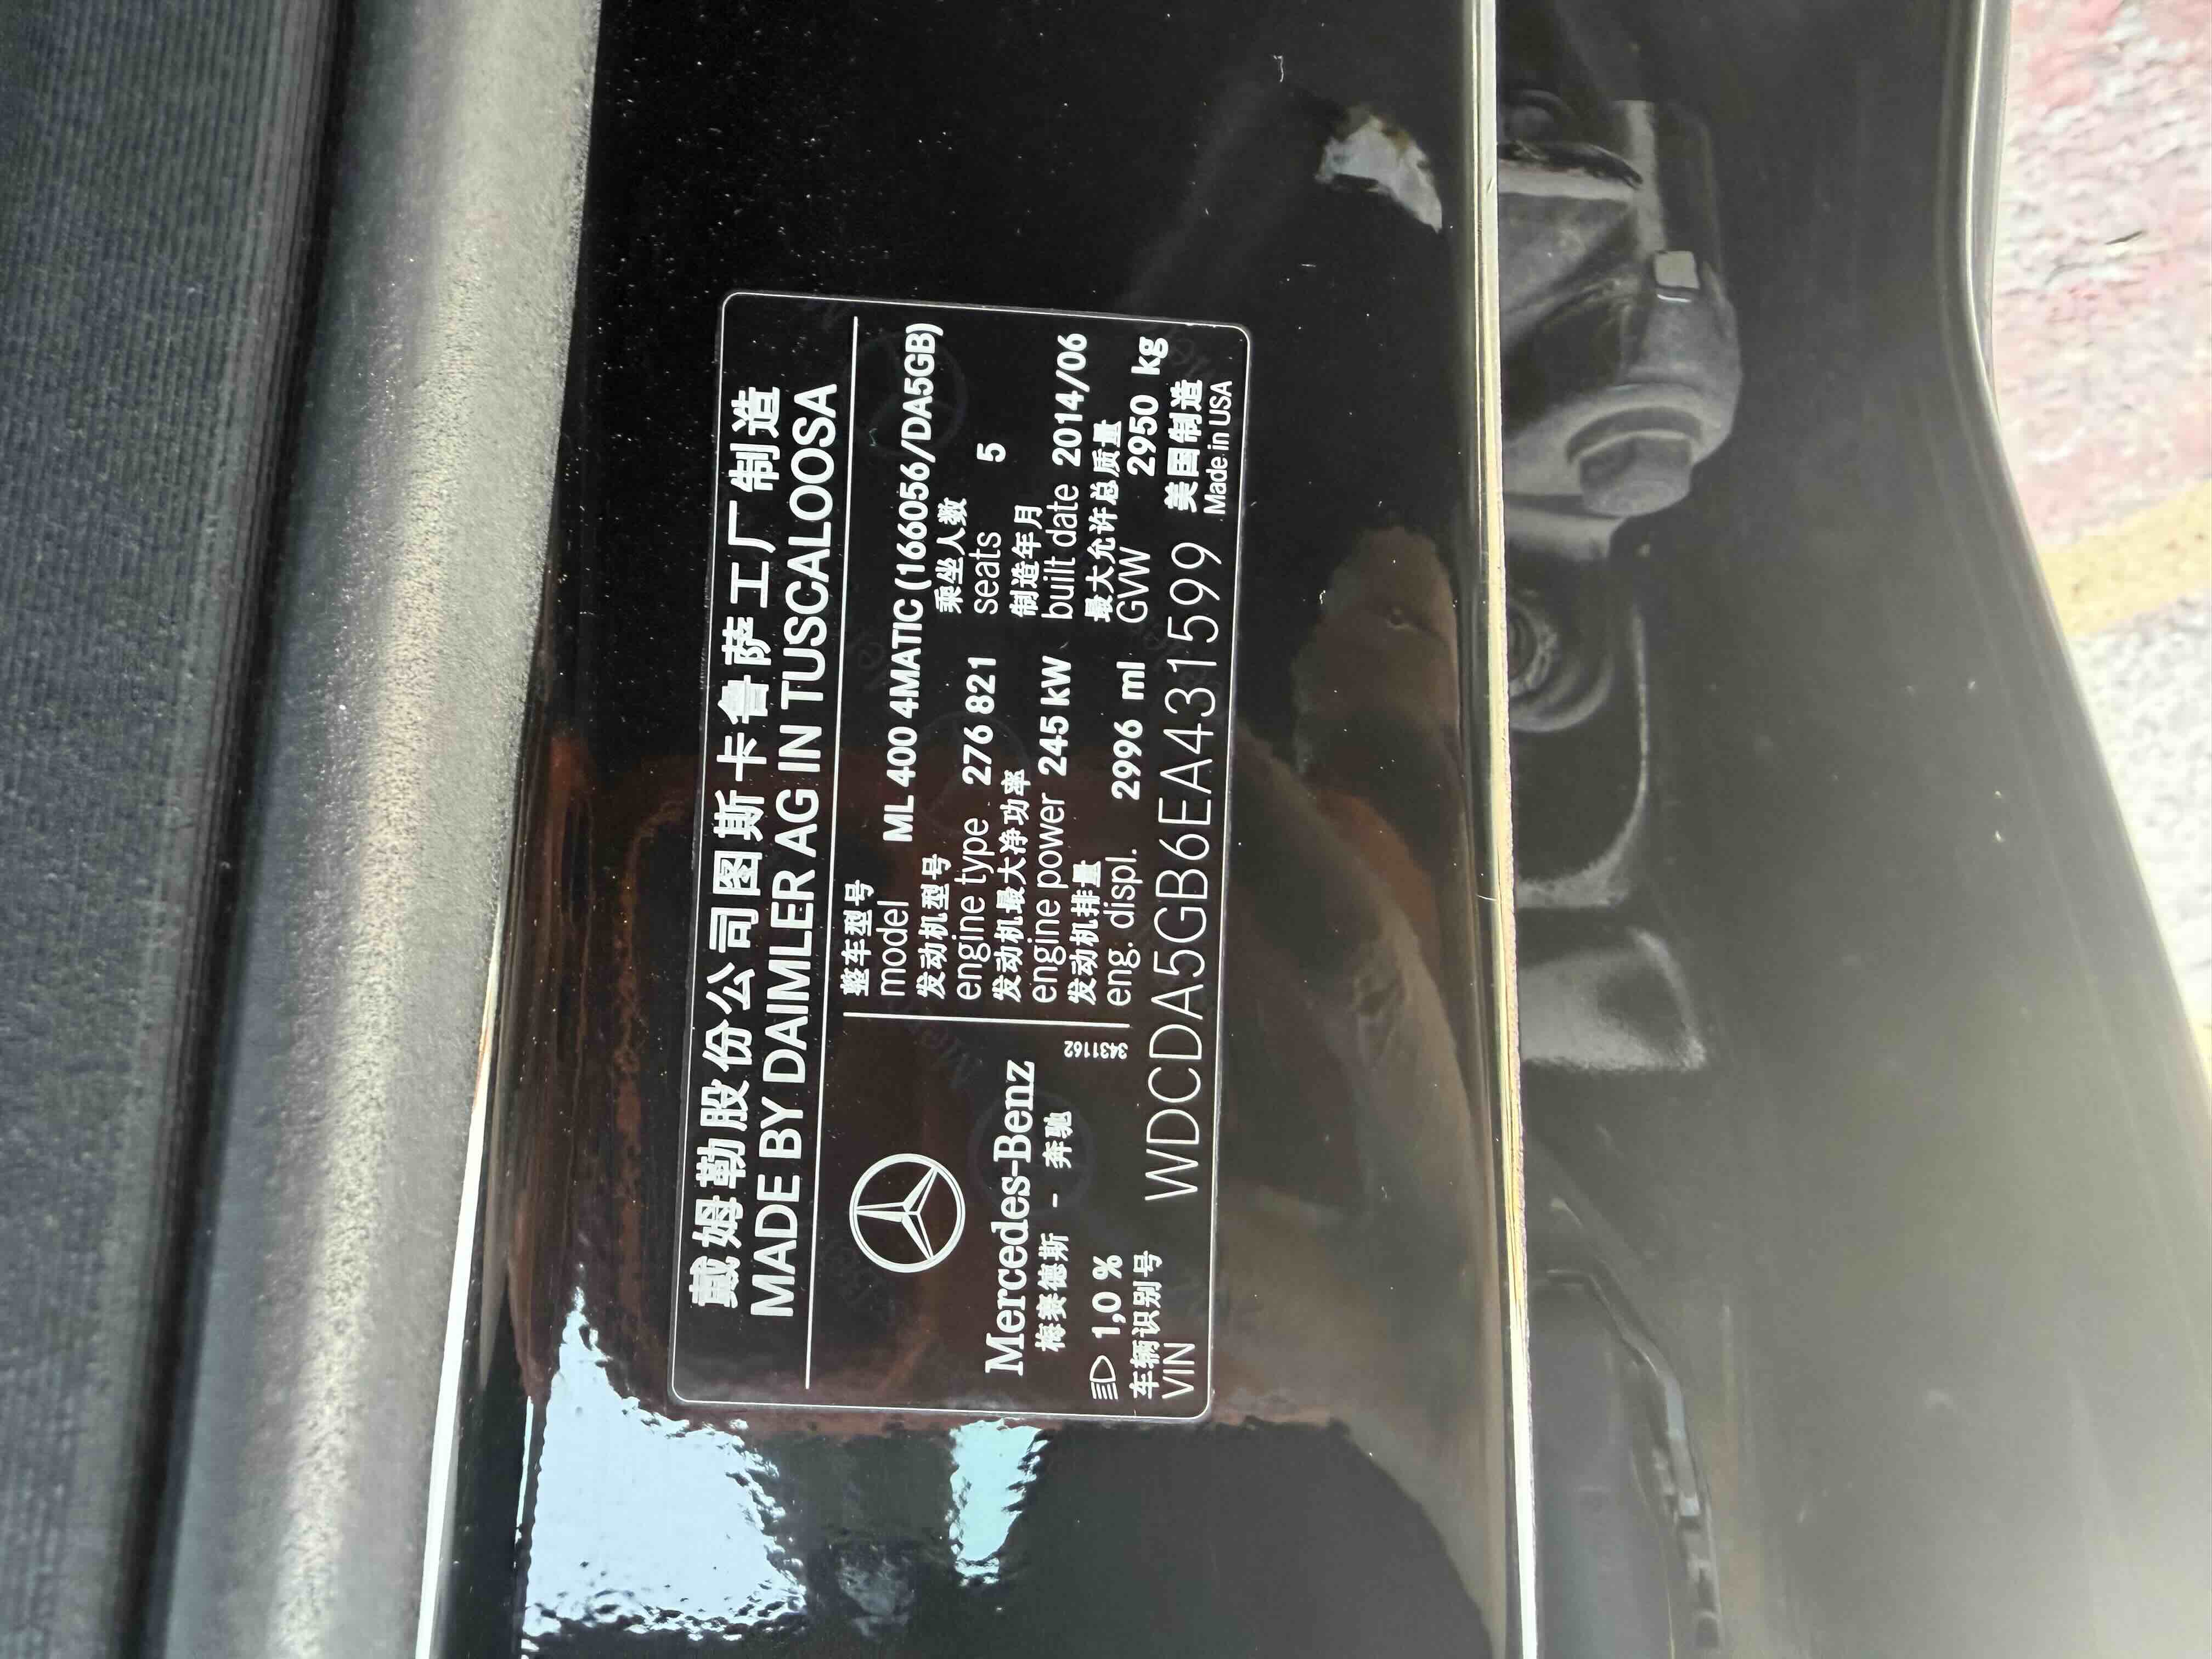 戴姆勒股份公司图斯卡鲁萨工厂制造
MADE BY DAIMLER AG IN TUSCALOOSA
整车型号
model ML 400 4MATIC (166056/DA5GB)
发动机型号 乘坐人数
engine type 276 821 seats 5
发动机最大净功率 制造年月
engine power 245 kW built date 2014/06
发动机排量 最大允许总质量
eng. displ. 2996 ml GVW 2950 kg
Mercedes-Benz
梅赛德斯 - 奔驰
3431162
1,0 %
车辆识别号
VIN WDCDA5GB6EA431599
美国制造
Made in USA